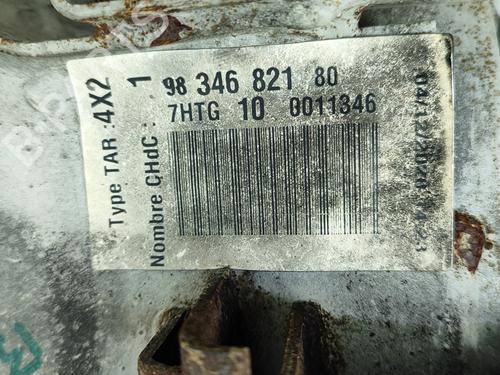 98 346 821 80
7HTG 10 0011346
Type TAR : 4X2
Nombre CHdC : 1